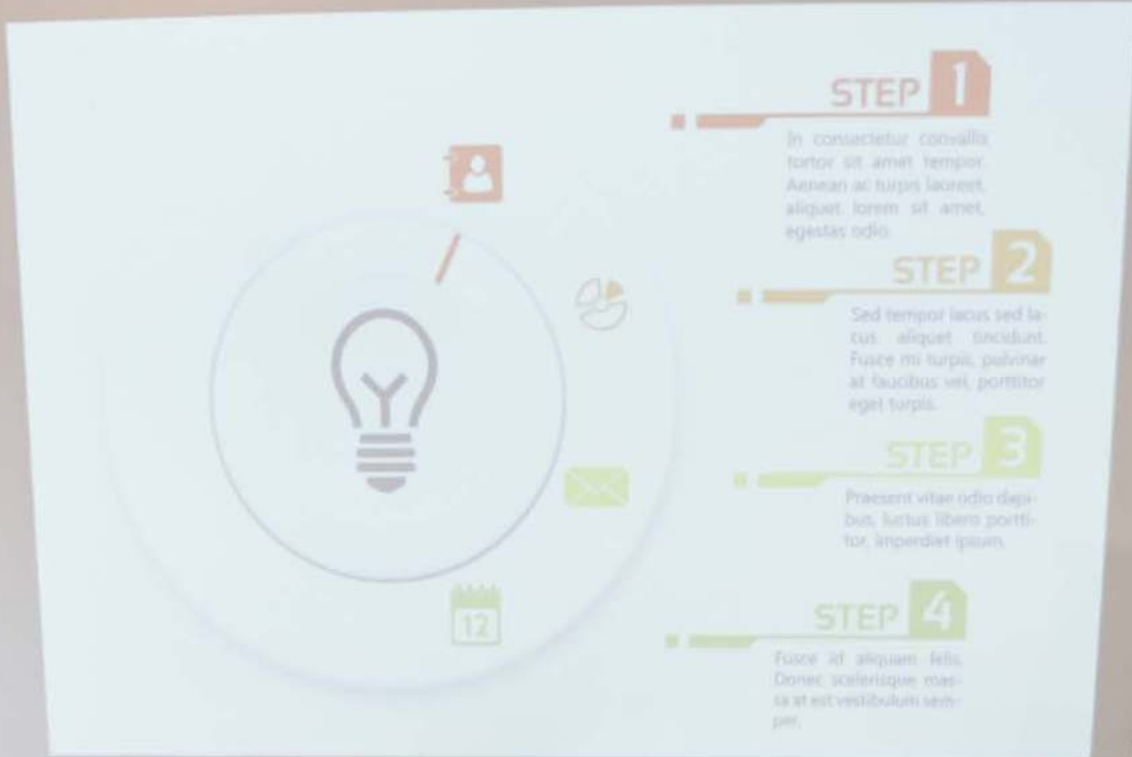 STEP 1
In consectetur convallis
tortor sit amet tempor.
Aenean ac turpis laoreet,
aliquet lorem sit amet,
egestas odio.
STEP 2
Sed tempor lacus sed la-
cus aliquet tincidunt.
Fusce mi turpis, pulvinar
at faucibus vel, porttitor
eget turpis.
STEP 3
Praesent vitae odio dapi-
bus, luctus libero portti-
tor, imperdiet ipsum.
12
STEP 4
Fusce id aliquam felis.
Donec scelerisque mas-
sa at est vestibulum sem-
per.